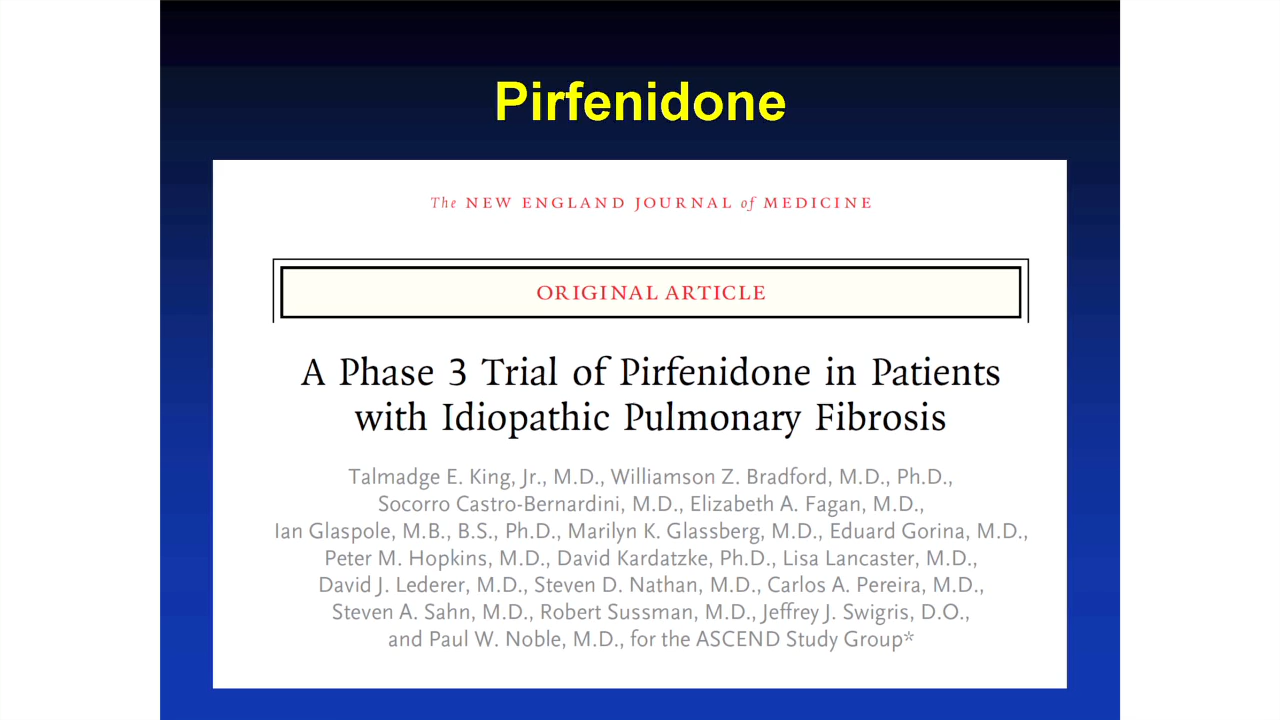 Pirfenidone
The NEW ENGLAND JOURNAL of MEDICINE
ORIGINAL ARTICLE
A Phase 3 Trial of Pirfenidone in Patients
with Idiopathic Pulmonary Fibrosis
Talmadge E. King, Jr., M.D., Williamson Z. Bradford, M.D., Ph.D.,
Socorro Castro-Bernardini, M.D., Elizabeth A. Fagan, M.D.,
Ian Glaspole, M.B., B.S., Ph.D., Marilyn K. Glassberg, M.D., Eduard Gorina, M.D.,
Peter M. Hopkins, M.D., David Kardatzke, Ph.D., Lisa Lancaster, M.D.,
David J. Lederer, M.D., Steven D. Nathan, M.D., Carlos A. Pereira, M.D.,
Steven A. Sahn, M.D., Robert Sussman, M.D., Jeffrey J. Swigris, D.O.,
and Paul W. Noble, M.D., for the ASCEND Study Group*